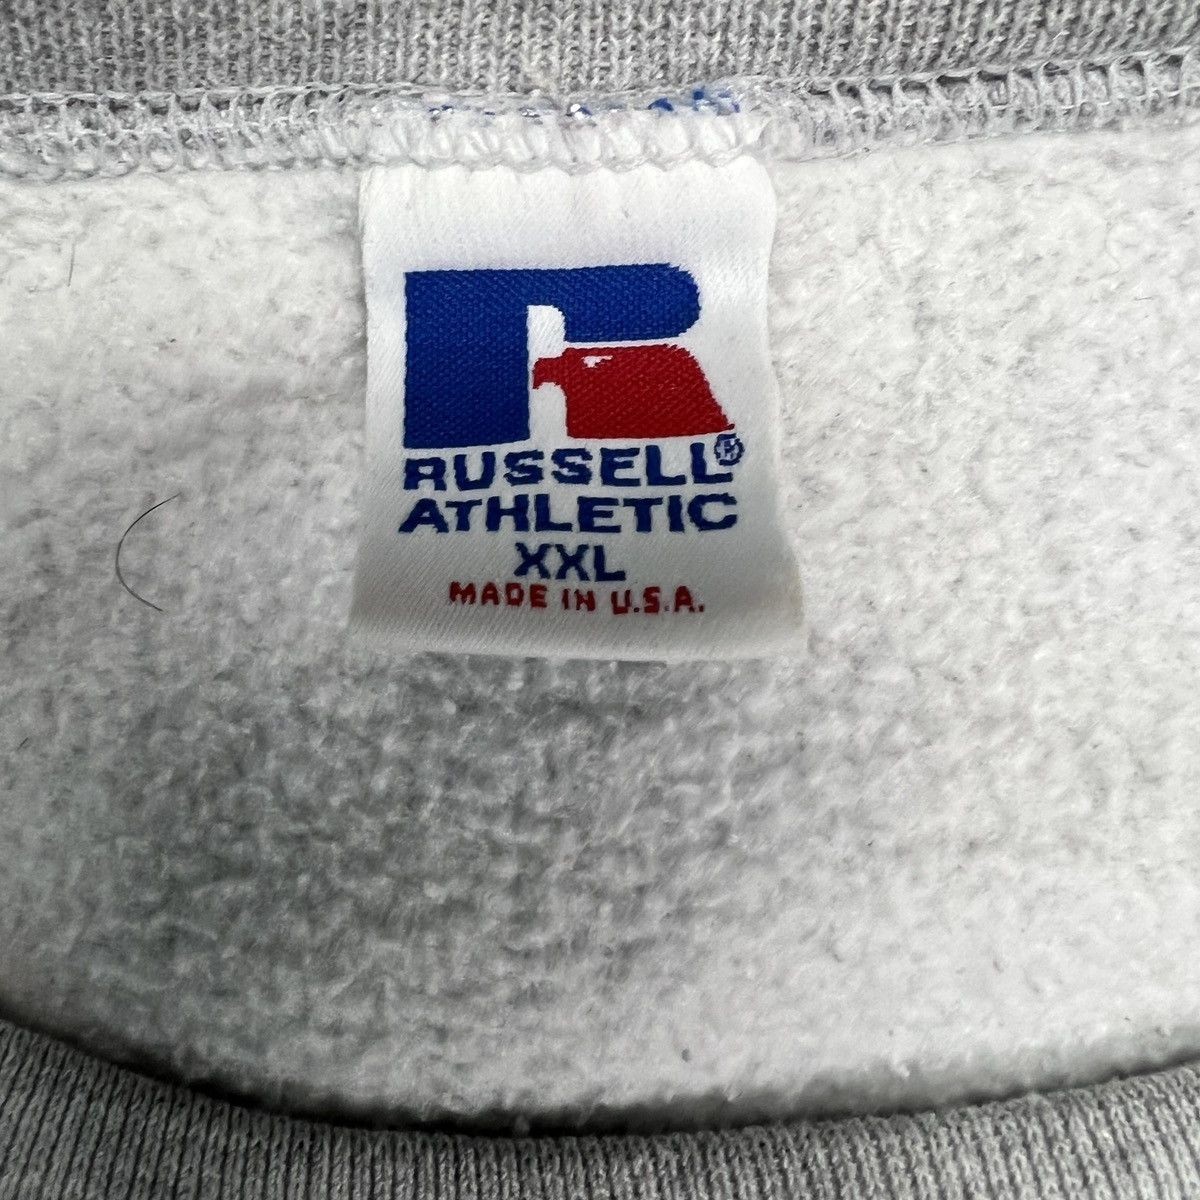 RUSSELL®
ATHLETIC
XXL
MADE IN U.S.A.